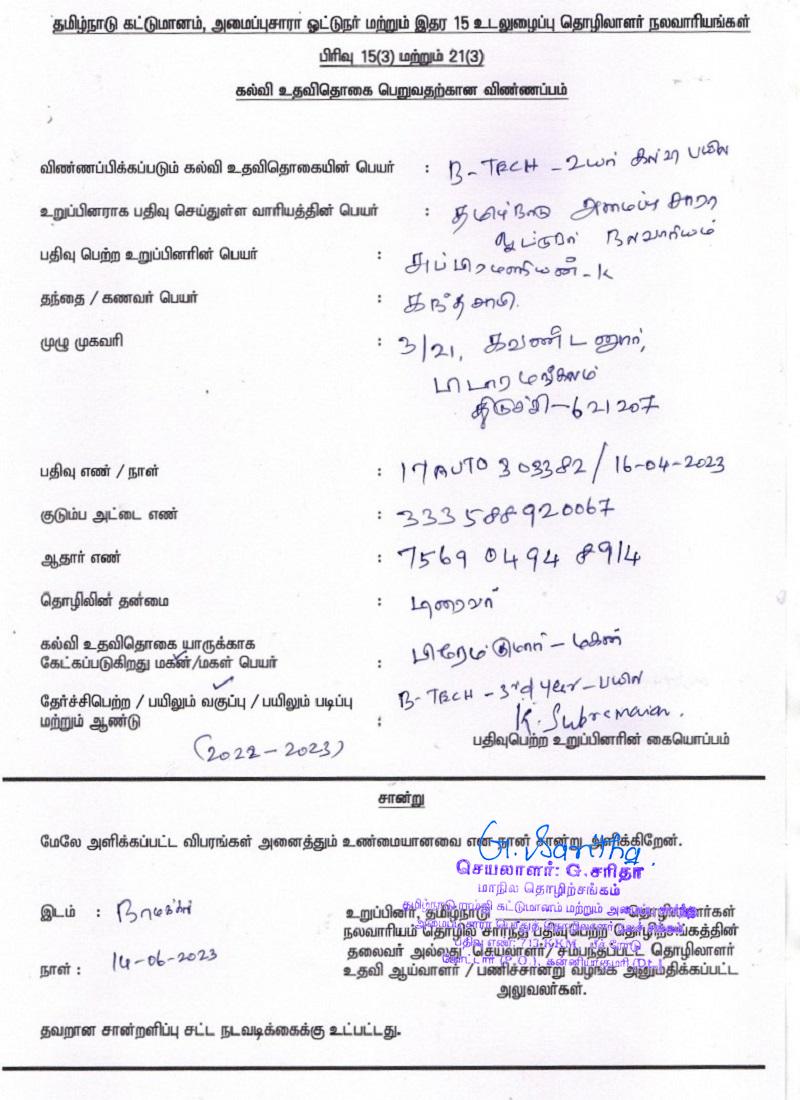 தமிழ்நாடு கட்டுமானம், அமைப்புசாரா ஓட்டுநர் மற்றும் இதர 15 உடலுழைப்பு தொழிலாளர் நலவாரியங்கள்
பிரிவு 15(3) மற்றும் 21(3)
கல்வி உதவிதொகை பெறுவதற்கான விண்ணப்பம்
விண்ணப்பிக்கப்படும் கல்வி உதவிதொகையின் பெயர் : B-TECH - உயர் கல்வி பயில
உறுப்பினராக பதிவு செய்துள்ள வாரியத்தின் பெயர் : தமிழ்நாடு அமைப்பு சாரா
ஓட்டுநர் நலவாரியம்
பதிவு பெற்ற உறுப்பினரின் பெயர் : சுப்பிரமணியன்-K
தந்தை / கணவர் பெயர் : கந்தசாமி
முழு முகவரி : 3/21, கவண்டனூர்,
திருச்சி-621207
பதிவு எண் / நாள் : 17AUTO 303382 / 16-04-2023
குடும்ப அட்டை எண் : 333588920067
ஆதார் எண் : 7569 0494 8914
தொழிலின் தன்மை :
கல்வி உதவிதொகை யாருக்காக
கேட்கப்படுகிறது மகன்/மகள் பெயர் : பிரேம்குமார் - மகன்
தேர்ச்சிபெற்ற / பயிலும் வகுப்பு / பயிலும் படிப்பு B-TECH - 3rd year - பயில
மற்றும் ஆண்டு : K. Subramanian.
(2022-2023) பதிவுபெற்ற உறுப்பினரின் கையொப்பம்
சான்று
மேலே அளிக்கப்பட்ட விபரங்கள் அனைத்தும் உண்மையானவை என நான் சான்று அளிக்கிறேன்.
G. Saritha.
செயலாளர்: G.சரிதா
மாநில தொழிற்சங்கம்
இடம் : நாமக்கல் உறுப்பினர், தமிழ்நாடு தொழிலாளர்கள்
நலவாரியம் தொழில் சார்ந்த பதிவுபெற்ற தொழிற்சங்கத்தின்
நாள் : 14-06-2023 தலைவர் அல்லது செயலாளர்/ சம்பந்தப்பட்ட தொழிலாளர்
உதவி ஆய்வாளர் / பணிச்சான்று வழங்க அனுமதிக்கப்பட்ட
அலுவலர்கள்.
தவறான சான்றளிப்பு சட்ட நடவடிக்கைக்கு உட்பட்டது.